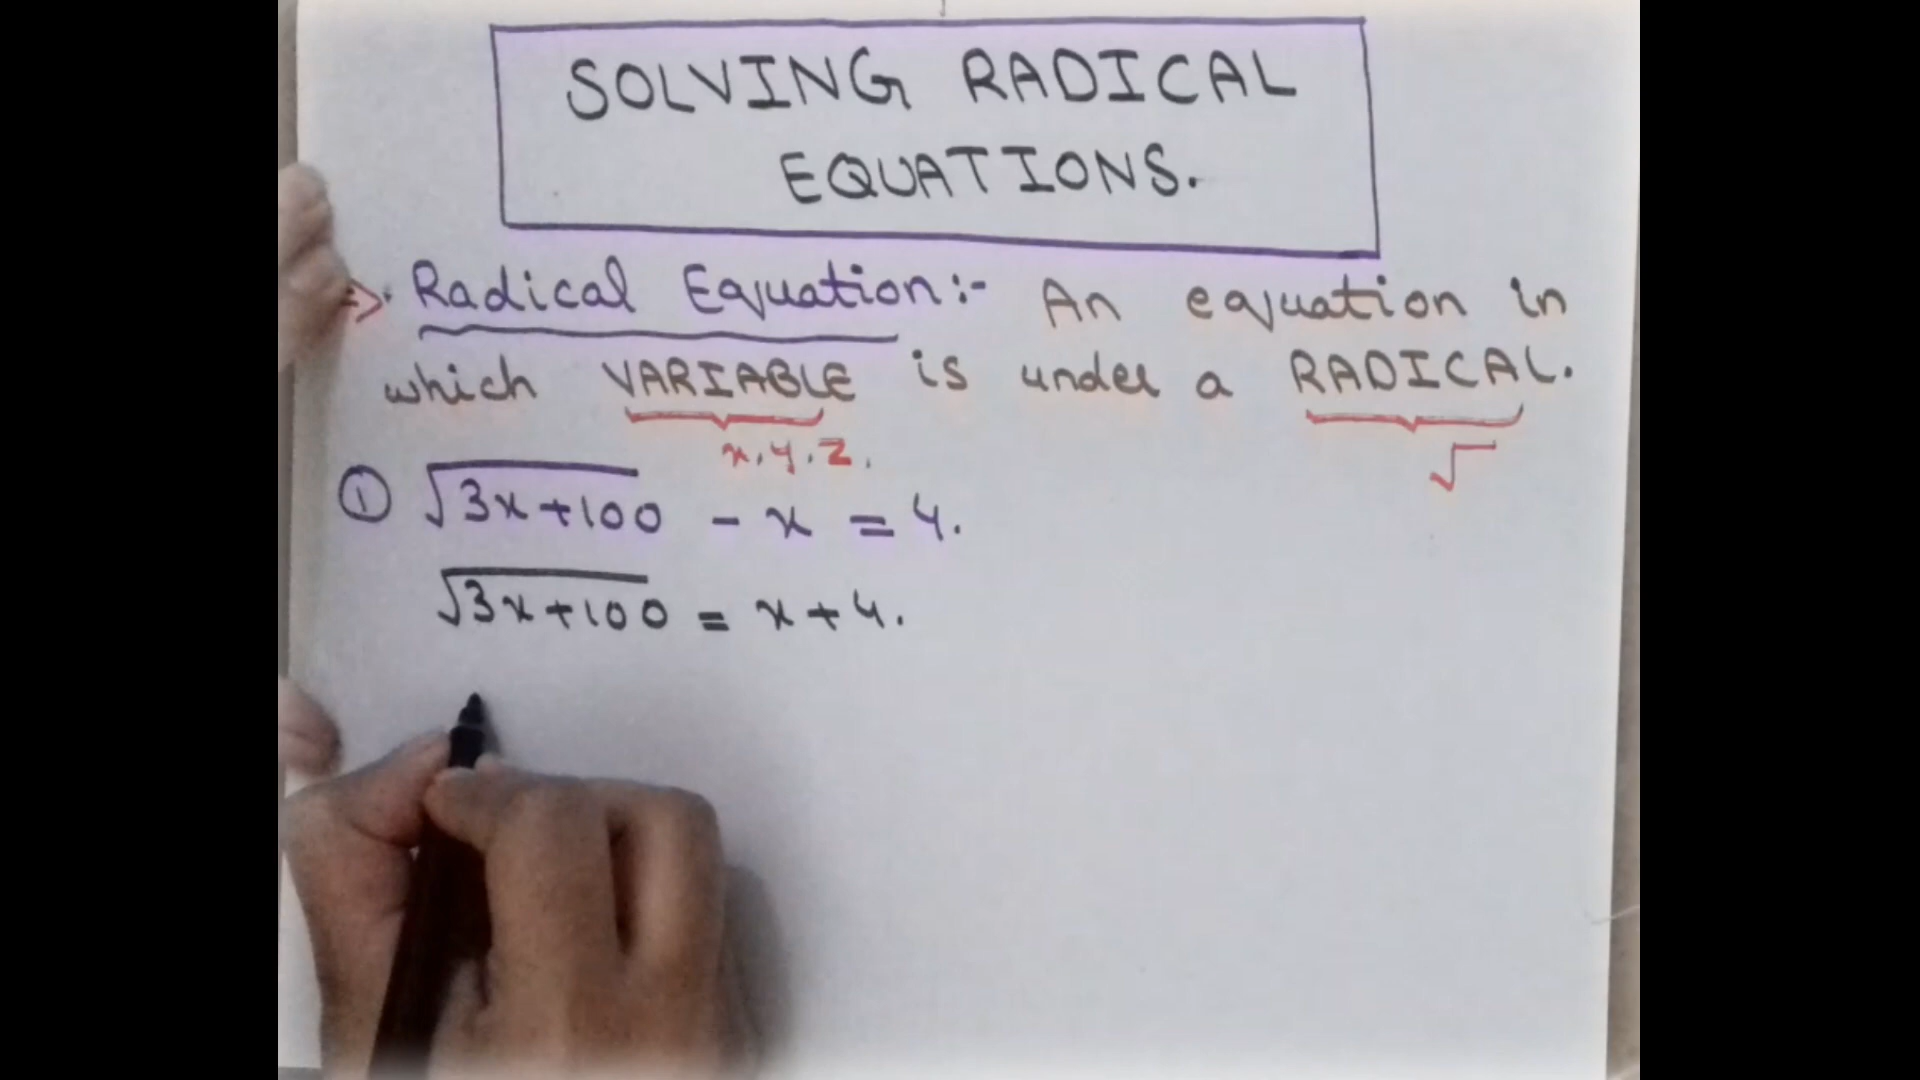 SOLVING RADICAL
EQUATIONS.
=> Radical Equation:- An equation in
which VARIABLE is under a RADICAL.
x, y, z, √
① √3x+100 - x = 4.
√3x+100 = x + 4.